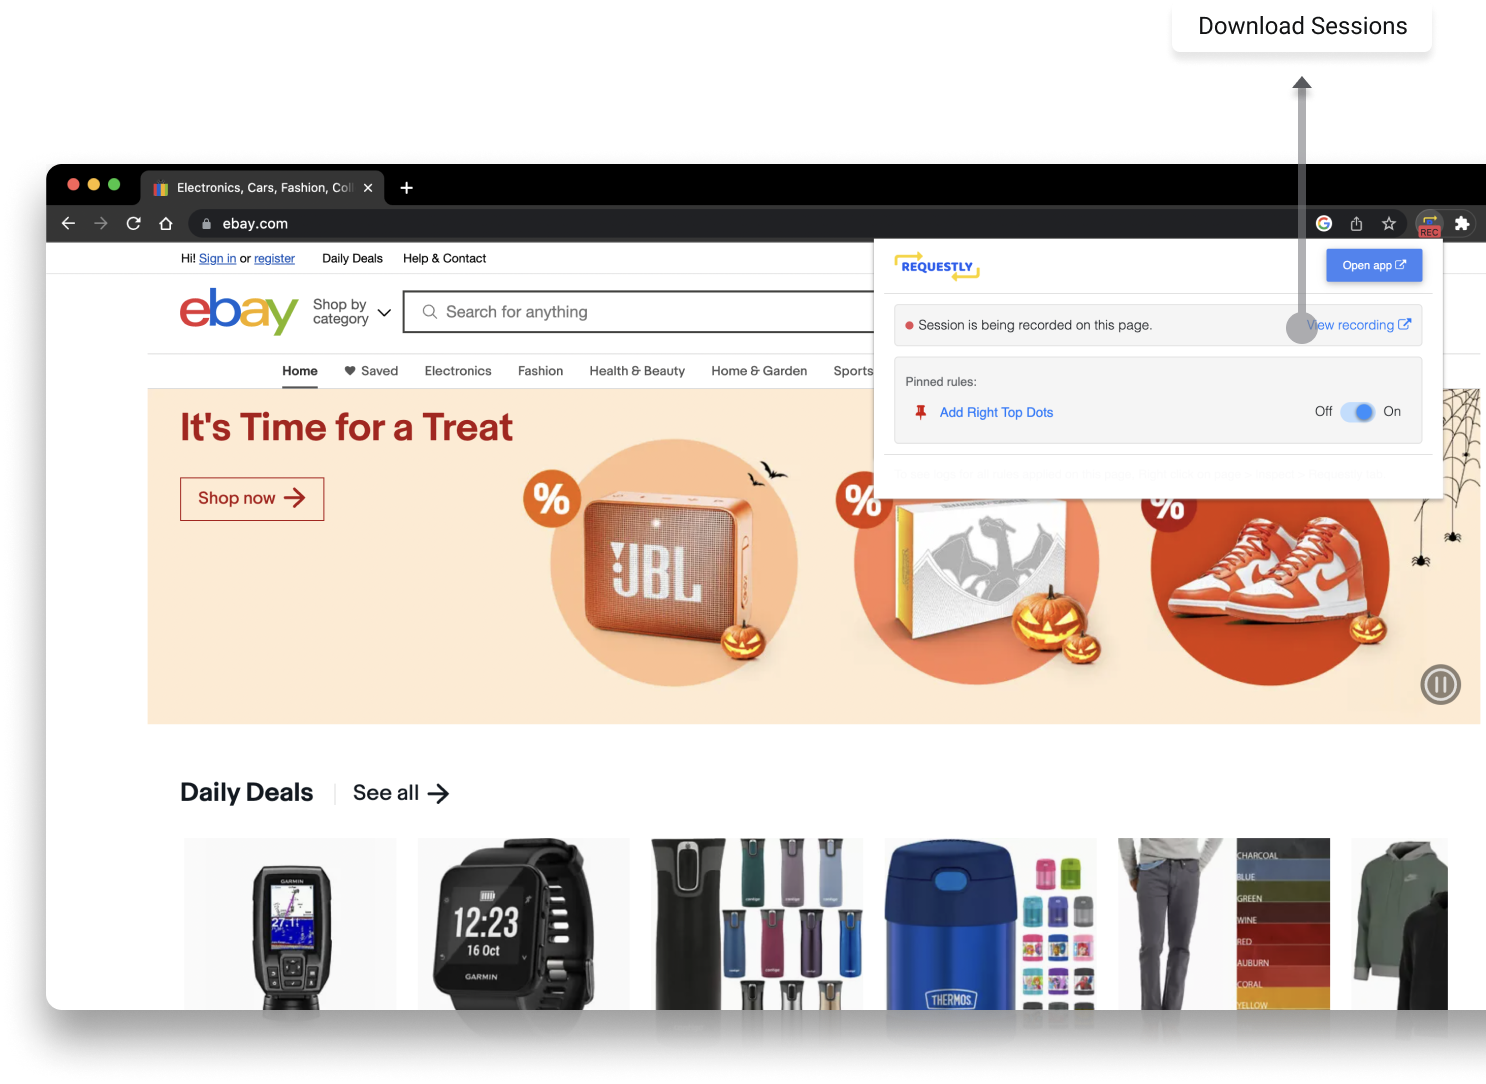 Download Sessions
Electronics, Cars, Fashion, Coll
ebay.com
REC
Hi! Sign in or register Daily Deals Help & Contact
REQUESTLY
Open app
ebay
Shop by
category
Search for anything
Session is being recorded on this page.
View recording
Home Saved Electronics Fashion Health & Beauty Home & Garden Sports
Pinned rules:
Add Right Top Dots
Off On
It's Time for a Treat
Shop now
%
JBL
%
%
Daily Deals
See all
GARMIN
12:23
16 Oct
GARMIN
THERMOS.
CHARCOAL
BLUE
GREEN
WINE
RED
AUBURN
CORAL
YELLOW